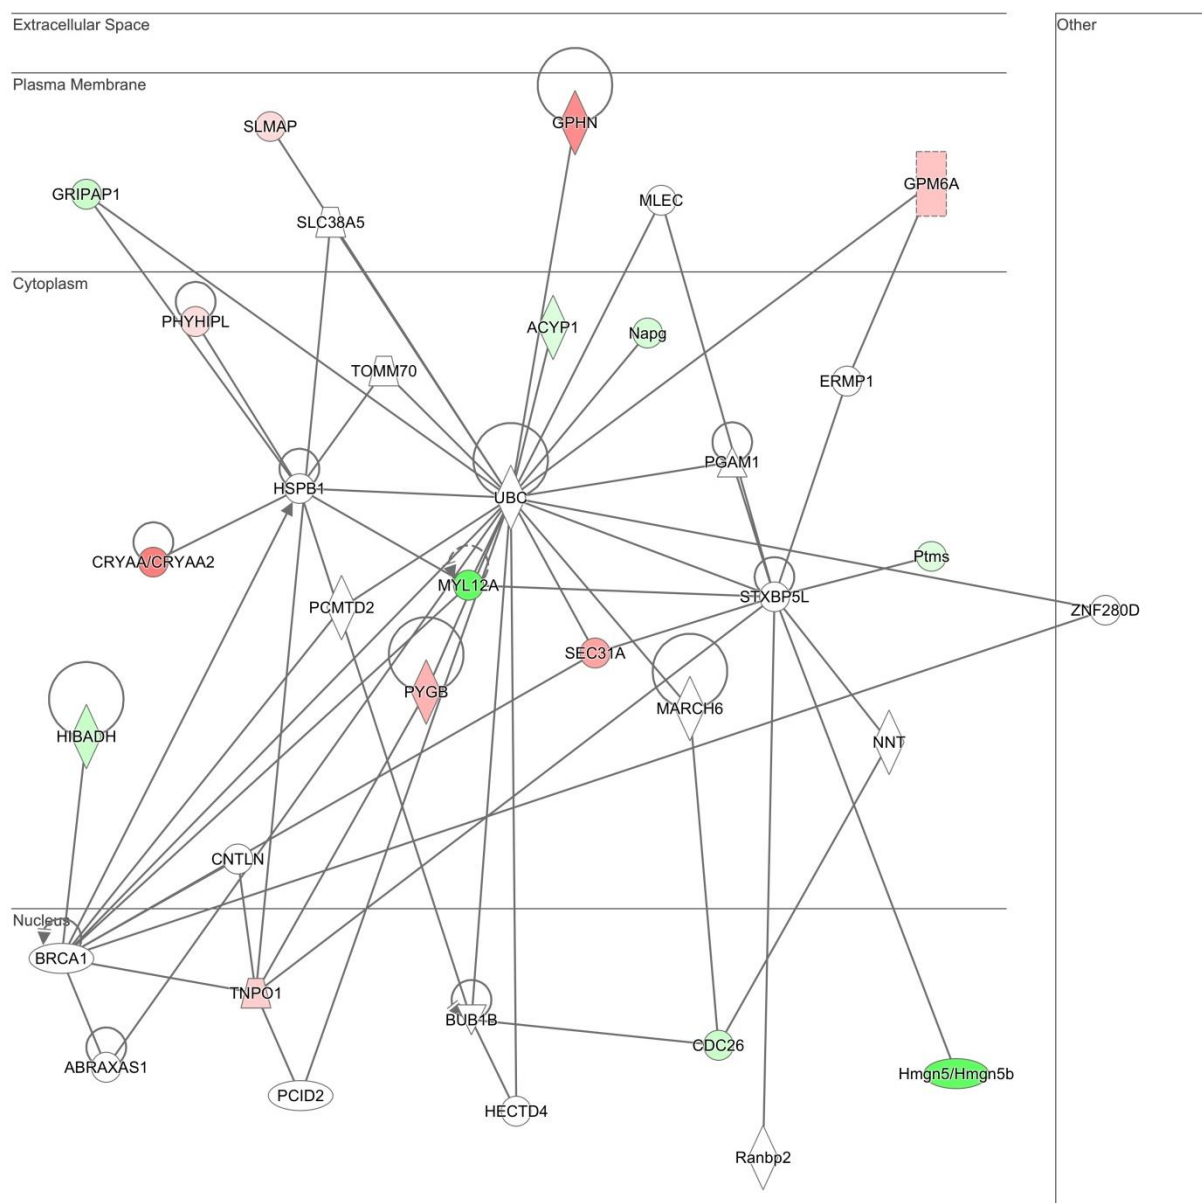 Extracellular Space
Other
Plasma Membrane
GPHN
SLMAP
GPM6A
GRIPAP1
MLEC
SLC38A5
Cytoplasm
PHYHIPL
ACYP1
Napg
TOMM70
ERMP1
PGAM1
HSPB1
UBC
CRYAA/CRYAA2
Ptms
MYL12A
STXBP5L
PCMTD2
ZNF280D
SEC31A
PYGB
MARCH6
HIBADH
NNT
CNTLN
Nucleus
BRCA1
TNPO1
BUB1B
CDC26
ABRAXAS1
Hmgn5/Hmgn5b
PCID2
HECTD4
Ranbp2